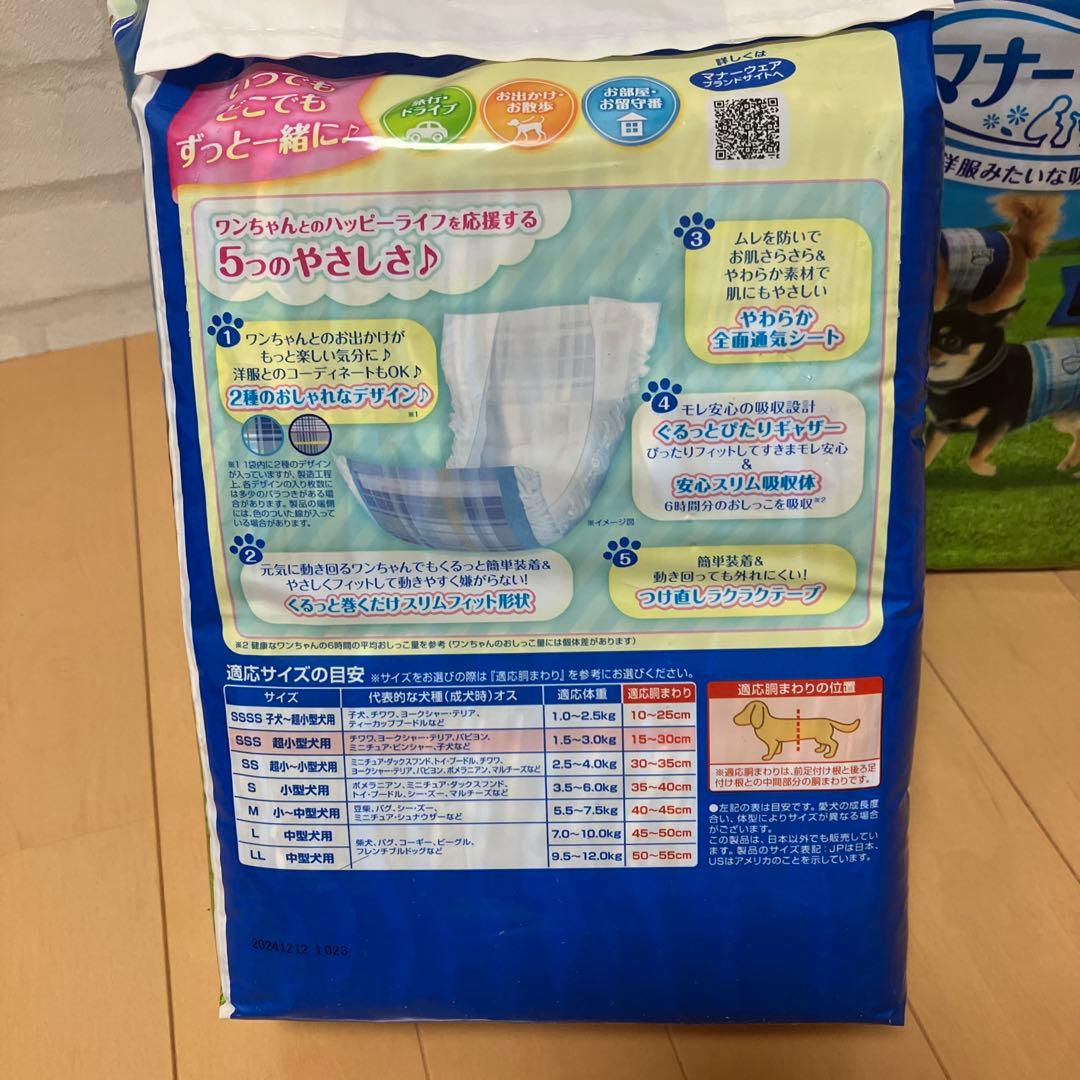 いつでも
どこでも
ずっと一緒に♪
旅行・
ドライブ
お出かけ・
お散歩
お部屋・
お留守番
詳しくは
マナーウェア
ブランドサイトへ
マナー
洋服みたいな吸
ワンちゃんとのハッピーライフを応援する
5つのやさしさ♪
1
ワンちゃんとのお出かけが
もっと楽しい気分に♪
洋服とのコーディネートもOK♪
2種のおしゃれなデザイン♪
※1
※1 1袋内に2種のデザイン
が入っていますが、製造工程
上、各デザインの入り枚数に
は多少のバラつきがある場
合があります。製品の端側
には、色のついた線が入って
いる場合があります。
2
元気に動き回るワンちゃんでもくるっと簡単装着&
やさしくフィットして動きやすく嫌がらない!
くるっと巻くだけスリムフィット形状
3
ムレを防いで
お肌さらさら&
やわらか素材で
肌にもやさしい
やわらか
全面通気シート
4
モレ安心の吸収設計
ぐるっとぴたりギャザー
ぴったりフィットしてすきまモレ安心
&
安心スリム吸収体
6時間分のおしっこを吸収※2
※イメージ図
5
簡単装着&
動き回っても外れにくい!
つけ直しラクラクテープ
※2 健康なワンちゃんの6時間の平均おしっこ量を参考(ワンちゃんのおしっこ量には個体差があります)
適応サイズの目安 ※サイズをお選びの際は『適応胴まわり』を参考にお選びください。
サイズ 代表的な犬種(成犬時)オス 適応体重 適応胴まわり
SSSS 子犬~超小型犬用 子犬、チワワ、ヨークシャー・テリア、
ティーカッププードルなど 1.0~2.5kg 10~25cm
SSS 超小型犬用 チワワ、ヨークシャー・テリア、パピヨン、
ミニチュア・ピンシャー、子犬など 1.5~3.0kg 15~30cm
SS 超小~小型犬用 ミニチュア・ダックスフンド、トイ・プードル、チワワ、
ヨークシャー・テリア、パピヨン、ポメラニアン、マルチーズなど 2.5~4.0kg 30~35cm
S 小型犬用 ポメラニアン、ミニチュア・ダックスフンド、
トイ・プードル、シー・ズー、マルチーズなど 3.5~6.0kg 35~40cm
M 小~中型犬用 豆柴、パグ、シー・ズー、
ミニチュア・シュナウザーなど 5.5~7.5kg 40~45cm
L 中型犬用 柴犬、パグ、コーギー、ビーグル、
フレンチブルドッグなど 7.0~10.0kg 45~50cm
LL 中型犬用 9.5~12.0kg 50~55cm
適応胴まわりの位置
※適応胴まわりは、前足付け根と後ろ足
付け根との中間部分の胴まわりです。
●左記の表は目安です。愛犬の成長度
合い、体型によりサイズが異なる場合
がございます。
この製品は、日本以外でも販売してい
ます。製品のサイズ表記:JPは日本、
USはアメリカのことを示しています。
20241212 1 023